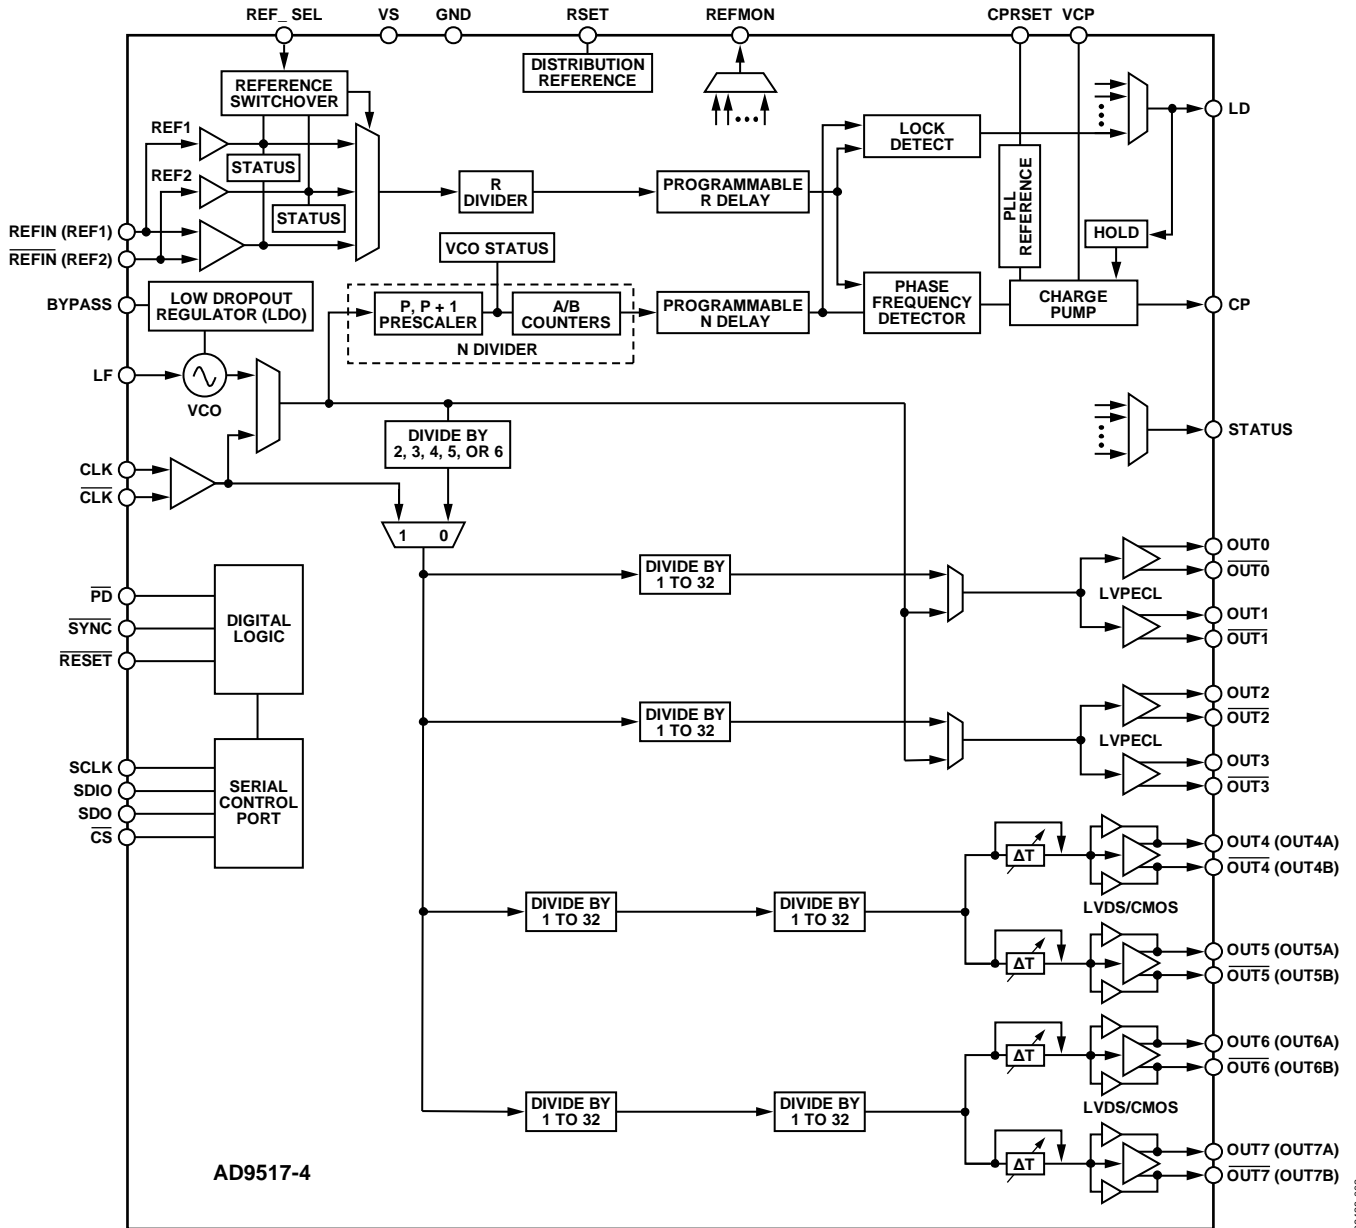 REF_ SEL
VS
GND
RSET
REFMON
CPRSET
VCP
DISTRIBUTION
REFERENCE
REFERENCE
SWITCHOVER
REF1
STATUS
REF2
STATUS
R
DIVIDER
PROGRAMMABLE
R DELAY
LOCK
DETECT
PLL
REFERENCE
HOLD
LD
REFIN (REF1)
REFIN (REF2)
VCO STATUS
BYPASS
LOW DROPOUT
REGULATOR (LDO)
P, P + 1
PRESCALER
A/B
COUNTERS
N DIVIDER
PROGRAMMABLE
N DELAY
PHASE
FREQUENCY
DETECTOR
CHARGE
PUMP
CP
LF
VCO
DIVIDE BY
2, 3, 4, 5, OR 6
STATUS
CLK
CLK
1 0
DIVIDE BY
1 TO 32
LVPECL
OUT0
OUT0
OUT1
OUT1
PD
SYNC
RESET
DIGITAL
LOGIC
DIVIDE BY
1 TO 32
LVPECL
OUT2
OUT2
OUT3
OUT3
SCLK
SDIO
SDO
CS
SERIAL
CONTROL
PORT
DIVIDE BY
1 TO 32
DIVIDE BY
1 TO 32
ΔT
LVDS/CMOS
ΔT
OUT4 (OUT4A)
OUT4 (OUT4B)
OUT5 (OUT5A)
OUT5 (OUT5B)
DIVIDE BY
1 TO 32
DIVIDE BY
1 TO 32
ΔT
LVDS/CMOS
ΔT
OUT6 (OUT6A)
OUT6 (OUT6B)
OUT7 (OUT7A)
OUT7 (OUT7B)
AD9517-4